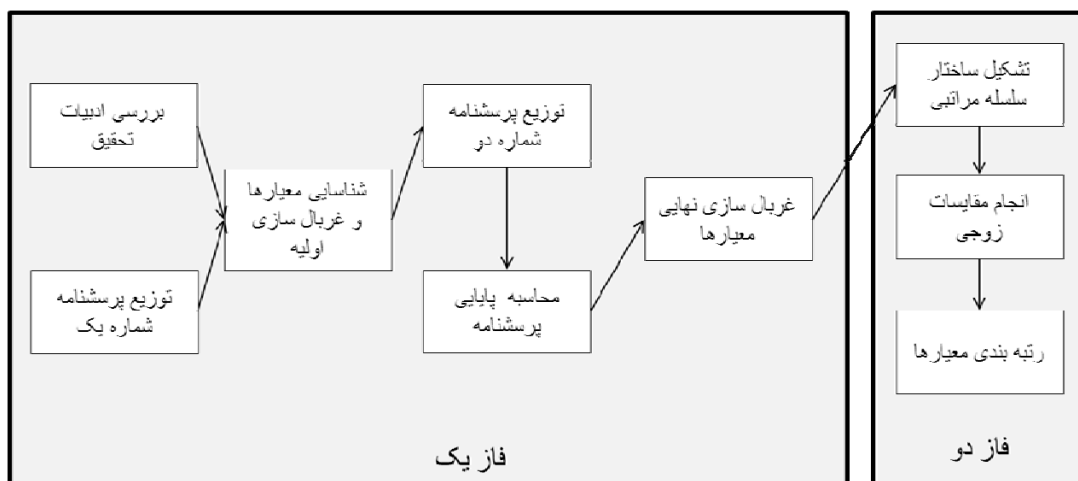 بررسی ادبیات
تحقیق
توزیع پرسشنامه
شماره یک
شناسایی معیارها
و غربال سازی
اولیه
توزیع پرسشنامه
شماره دو
محاسبه پایایی
پرسشنامه
غربال سازی نهایی
معیارها
فاز یک
تشکیل ساختار
سلسله مراتبی
انجام مقایسات
زوجی
رتبه بندی معیارها
فاز دو